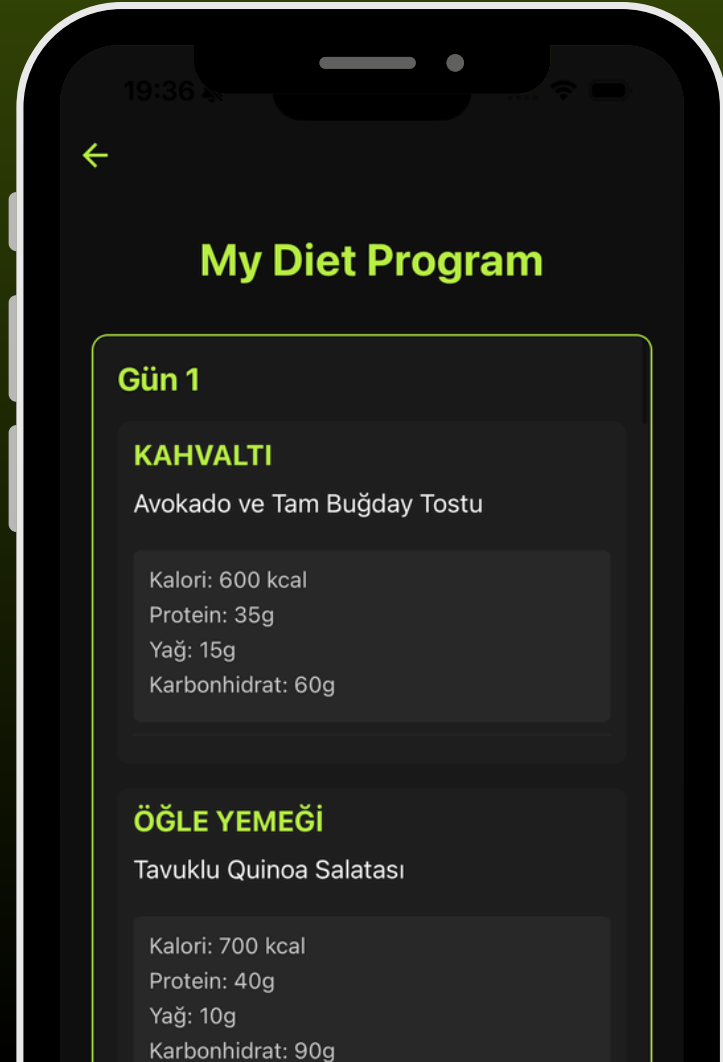 19:36
My Diet Program
Gün 1
KAHVALTI
Avokado ve Tam Buğday Tostu
Kalori: 600 kcal
Protein: 35g
Yağ: 15g
Karbonhidrat: 60g
ÖĞLE YEMEĞİ
Tavuklu Quinoa Salatası
Kalori: 700 kcal
Protein: 40g
Yağ: 10g
Karbonhidrat: 90g